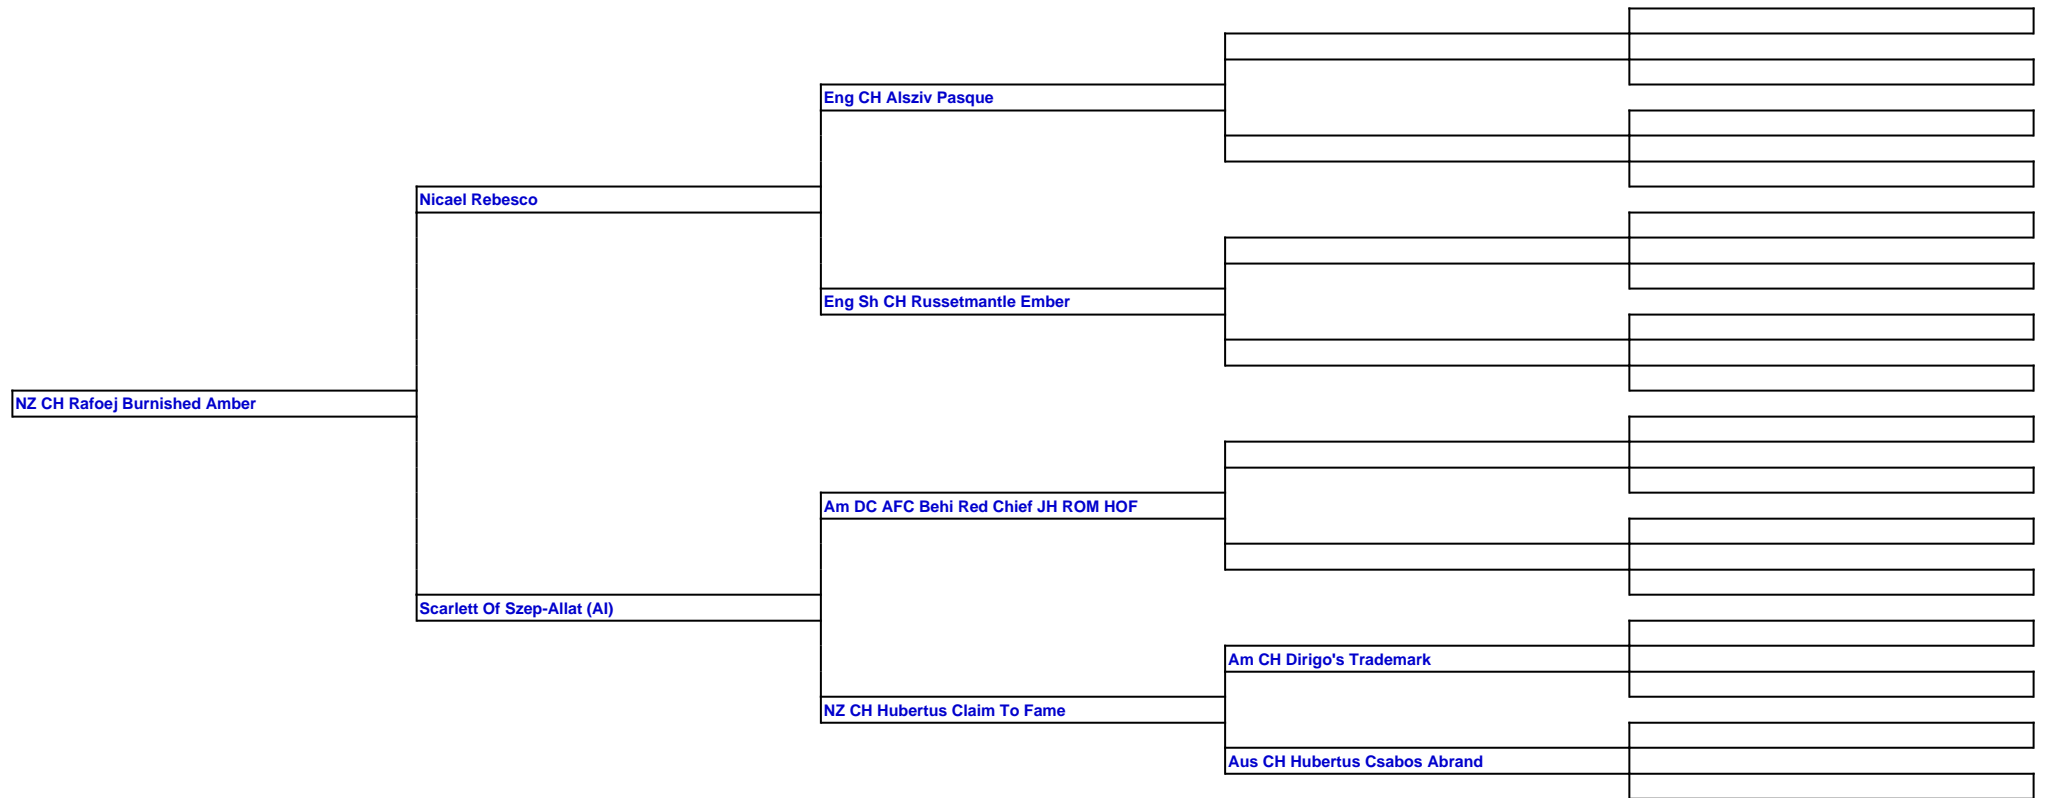 Eng CH Alsziv Pasque
Nicael Rebesco
Eng Sh CH Russetmantle Ember
NZ CH Rafoej Burnished Amber
Am DC AFC Behi Red Chief JH ROM HOF
Scarlett Of Szep-Allat (AI)
Am CH Dirigo's Trademark
NZ CH Hubertus Claim To Fame
Aus CH Hubertus Csabos Abrand